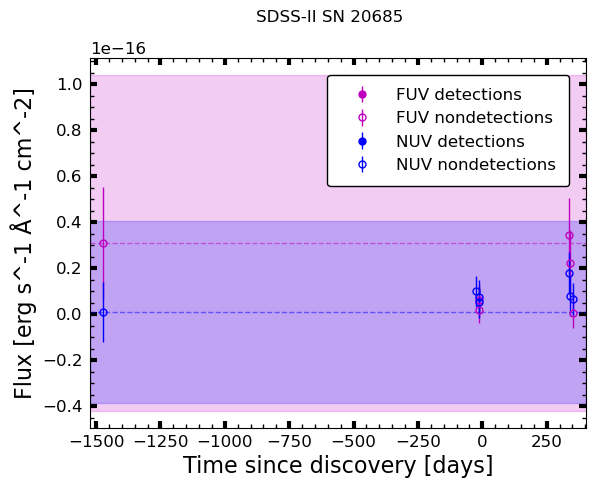 SDSS-II SN 20685
1e−16
FUV detections
FUV nondetections
NUV detections
NUV nondetections
1.0
0.8
0.6
0.4
0.2
0.0
−0.2
−0.4
Flux [erg s^-1 Å^-1 cm^-2]
−1500 −1250 −1000 −750 −500 −250 0 250
Time since discovery [days]